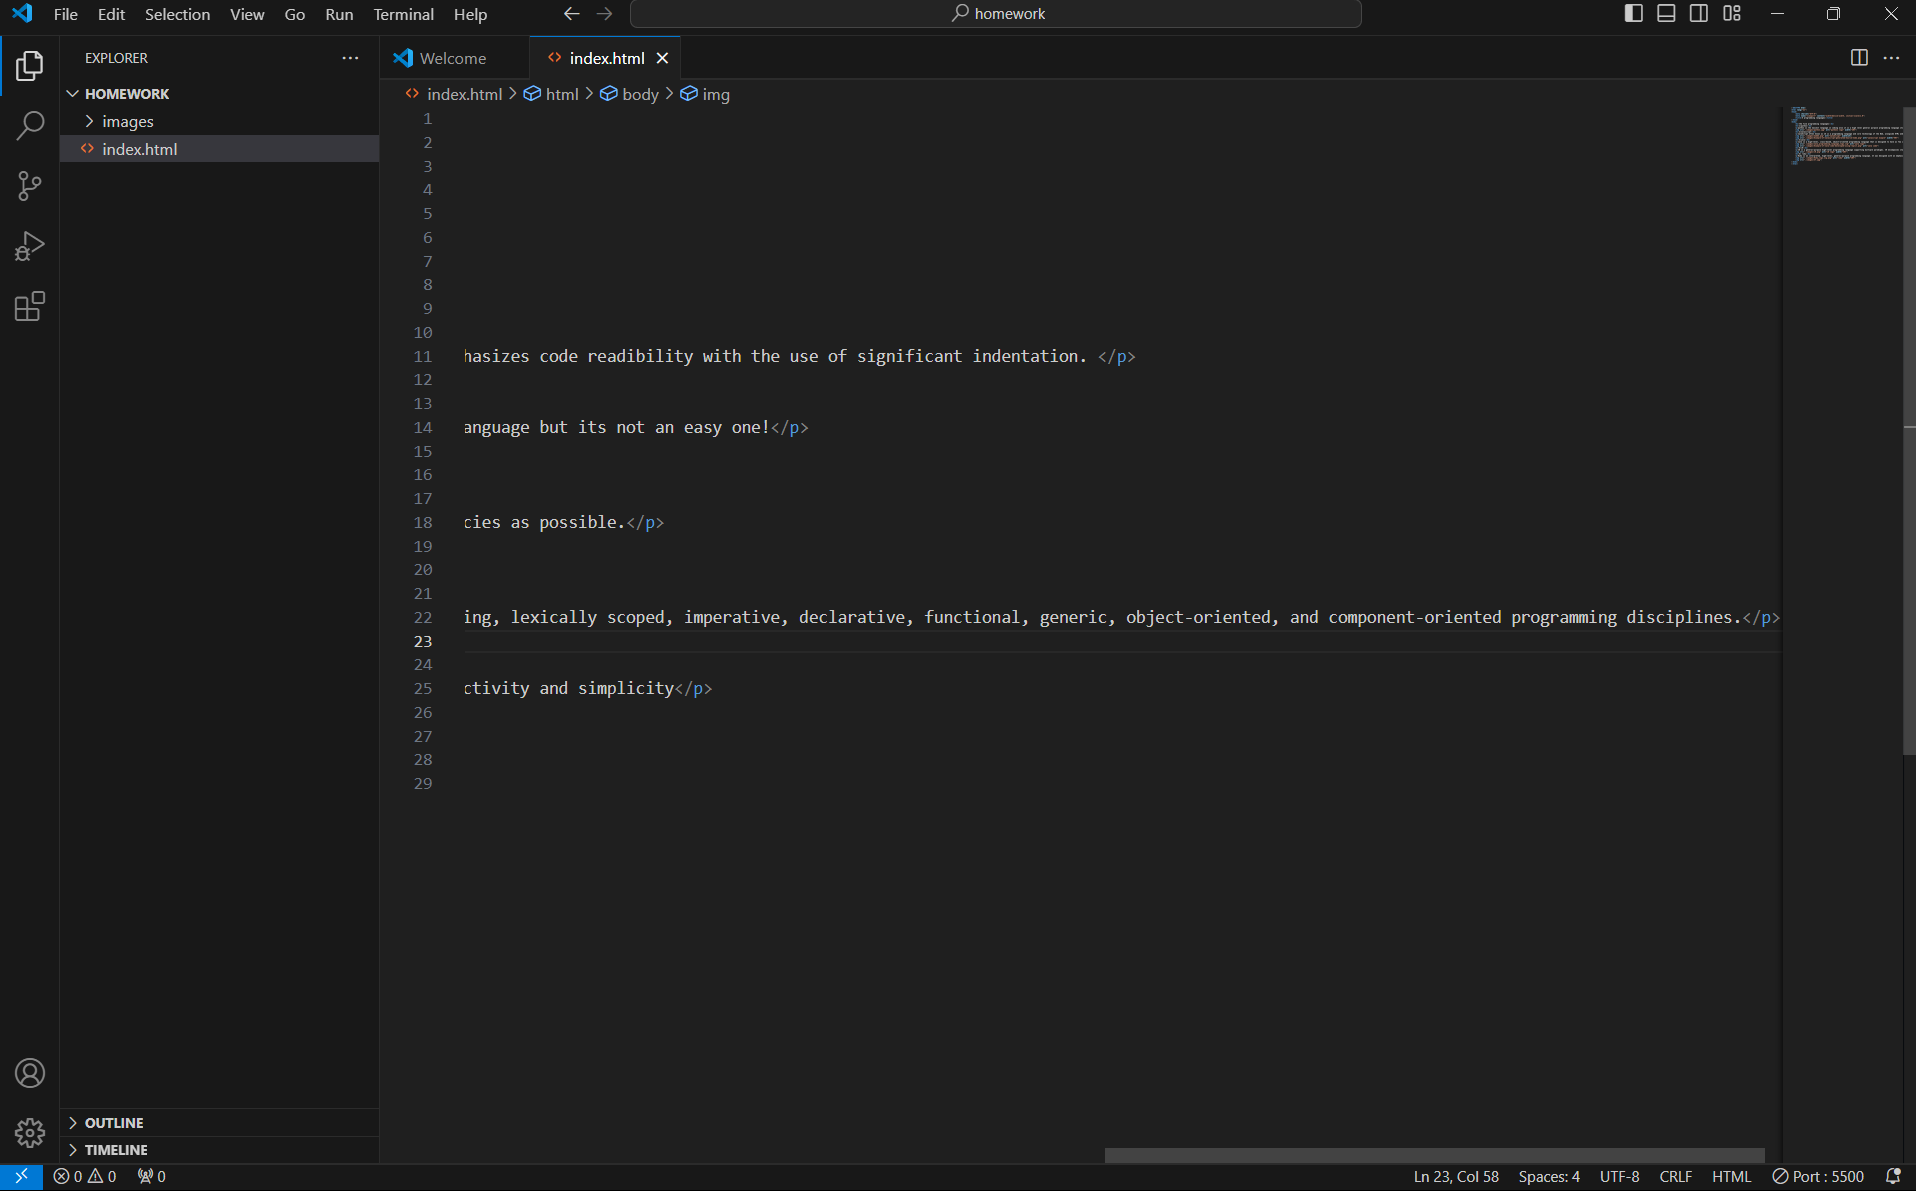 File Edit Selection View Go Run Terminal Help
homework
EXPLORER
Welcome
index.html
HOMEWORK
images
index.html
index.html > html > body > img
1
2
3
4
5
6
7
8
9
10
11 hasizes code readibility with the use of significant indentation. </p>
12
13
14 anguage but its not an easy one!</p>
15
16
17
18 cies as possible.</p>
19
20
21
22 ing, lexically scoped, imperative, declarative, functional, generic, object-oriented, and component-oriented programming disciplines.</p>
23
24
25 ctivity and simplicity</p>
26
27
28
29
OUTLINE
TIMELINE
0 0 0 Ln 23, Col 58 Spaces: 4 UTF-8 CRLF HTML Port : 5500